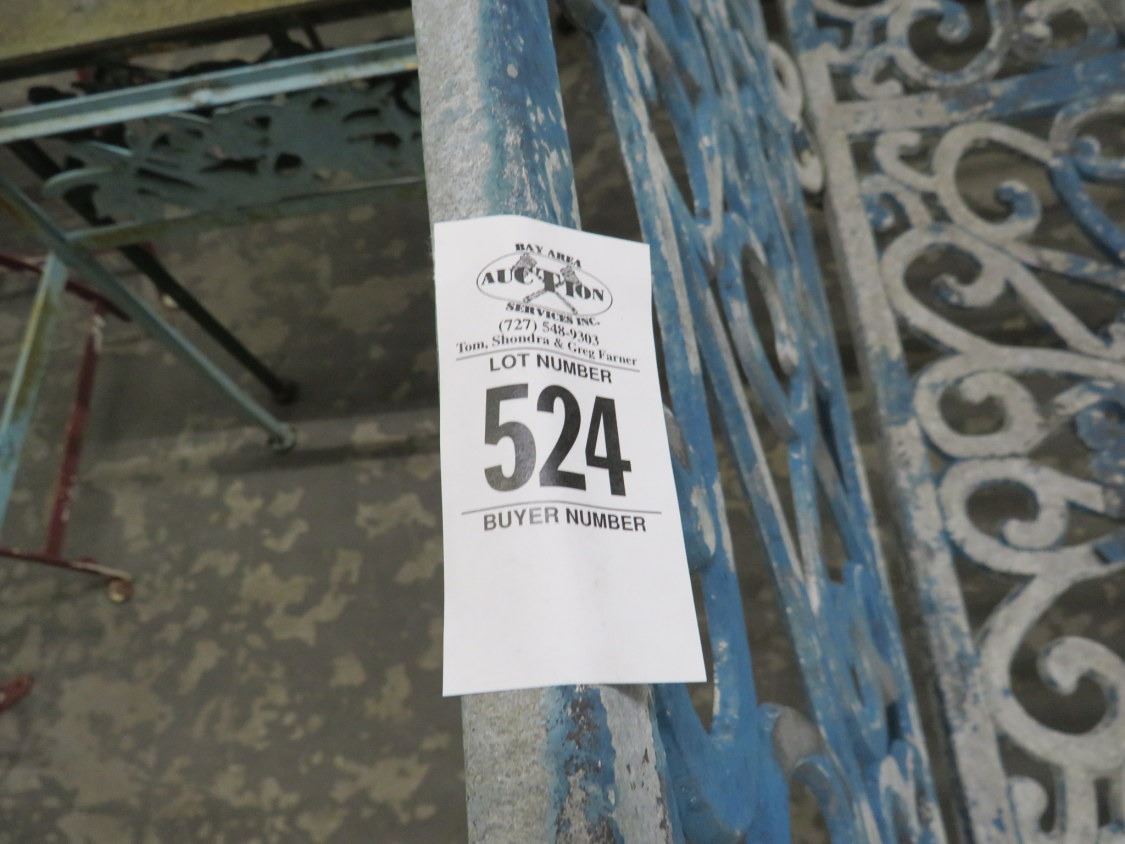 BAY AREA
AUCTION
SERVICES INC.
(727) 548-9303
Tom, Shondra & Greg Farner
LOT NUMBER
524
BUYER NUMBER